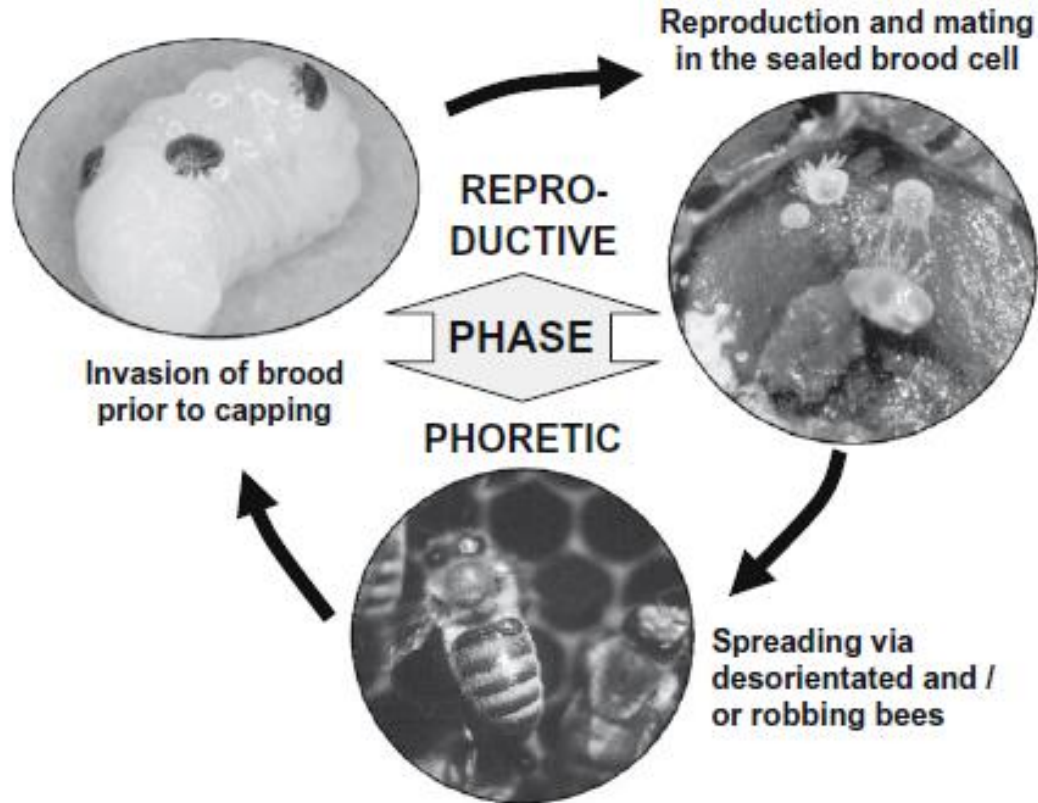 Reproduction and mating
in the sealed brood cell
REPRO-
DUCTIVE
PHASE
Invasion of brood
prior to capping
PHORETIC
Spreading via
desorientated and /
or robbing bees